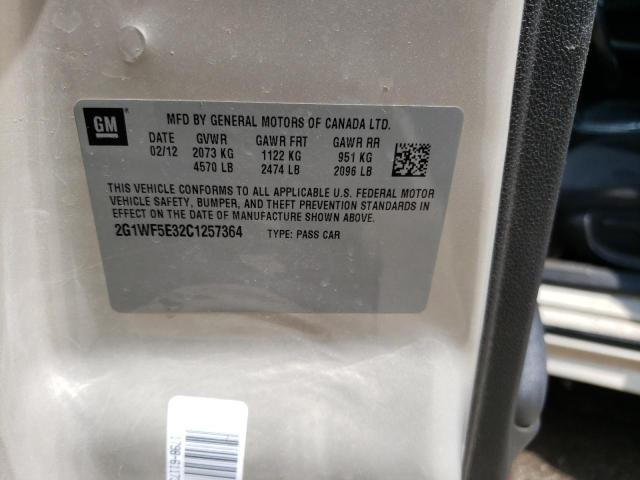 GM
MFD BY GENERAL MOTORS OF CANADA LTD.
DATE GVWR GAWR FRT GAWR RR
02/12 2073 KG 1122 KG 951 KG
4570 LB 2474 LB 2096 LB
THIS VEHICLE CONFORMS TO ALL APPLICABLE U.S. FEDERAL MOTOR
VEHICLE SAFETY, BUMPER, AND THEFT PREVENTION STANDARDS IN
EFFECT ON THE DATE OF MANUFACTURE SHOWN ABOVE.
2G1WF5E32C1257364 TYPE: PASS CAR